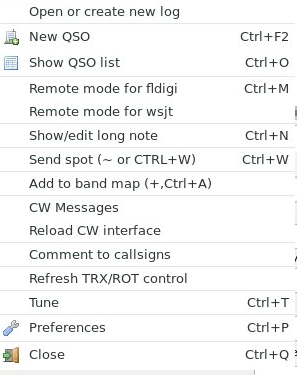 Open or create new log
New QSO Ctrl+F2
Show QSO list Ctrl+O
Remote mode for fldigi Ctrl+M
Remote mode for wsjt
Show/edit long note Ctrl+N
Send spot (~ or CTRL+W) Ctrl+W
Add to band map (+,Ctrl+A)
CW Messages
Reload CW interface
Comment to callsigns
Refresh TRX/ROT control
Tune Ctrl+T
Preferences Ctrl+P
Close Ctrl+Q